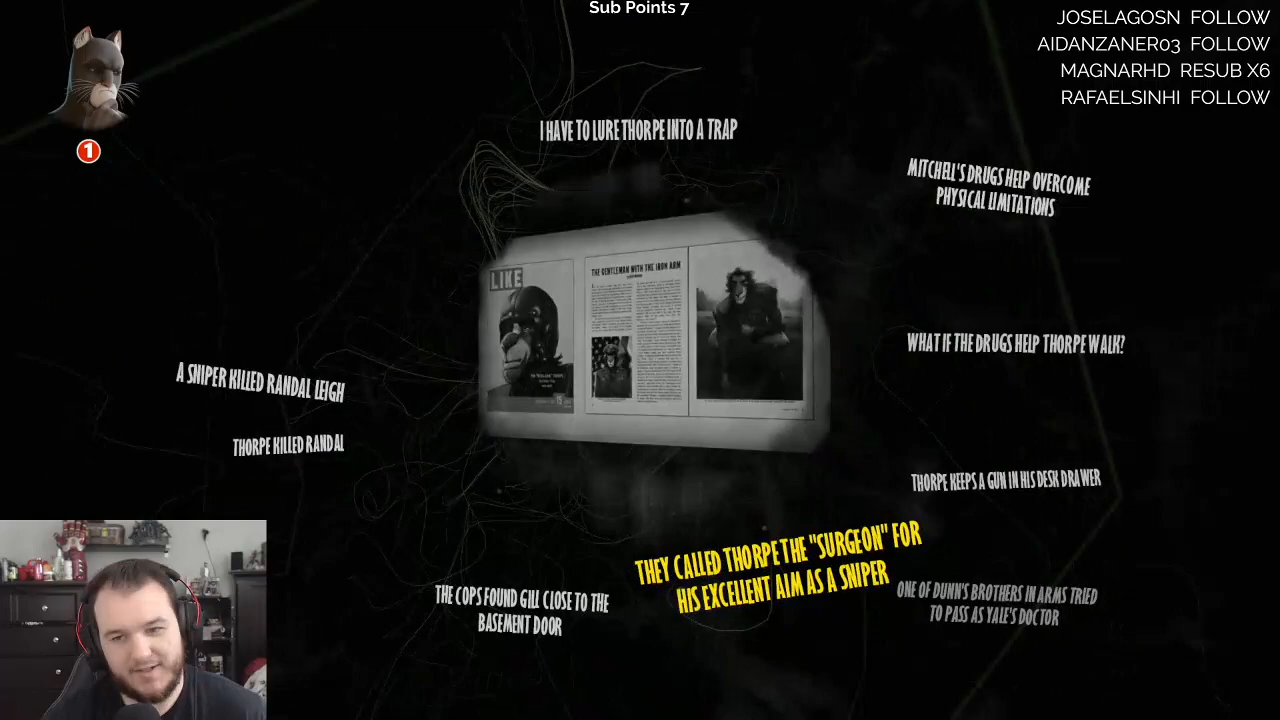 Sub Points 7
JOSELAGOSN FOLLOW
AIDANZANER03 FOLLOW
MAGNARHD RESUB X6
RAFAELSINHI FOLLOW
1
I HAVE TO LURE THORPE INTO A TRAP
MITCHELL'S DRUGS HELP OVERCOME
PHYSICAL LIMITATIONS
LIKE
THE GENTLEMAN WITH THE IRON ARM
WHAT IF THE DRUGS HELP THORPE WALK?
A SNIPER KILLED RANDAL LEIGH
THORPE KILLED RANDAL
THORPE KEEPS A GUN IN HIS DESK DRAWER
THEY CALLED THORPE THE "SURGEON" FOR
HIS EXCELLENT AIM AS A SNIPER
THE COPS FOUND GILL CLOSE TO THE
BASEMENT DOOR
ONE OF DUNN'S BROTHERS IN ARMS TRIED
TO PASS AS YALE'S DOCTOR